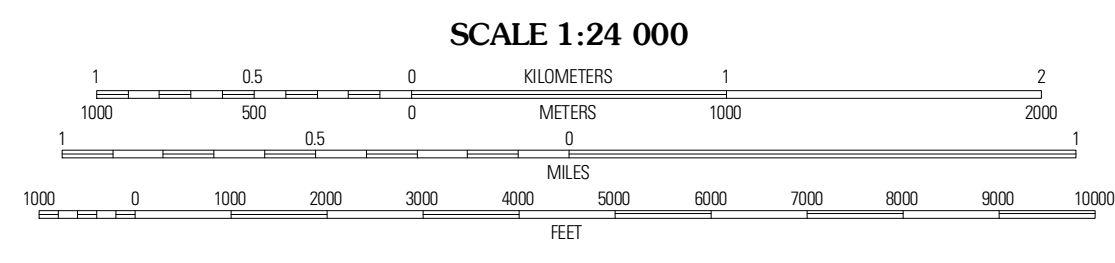 SCALE 1:24 000
1 0.5 0 KILOMETERS 1 2
1000 500 0 METERS 1000 2000
1 0.5 0 1
MILES
1000 0 1000 2000 3000 4000 5000 6000 7000 8000 9000 10000
FEET